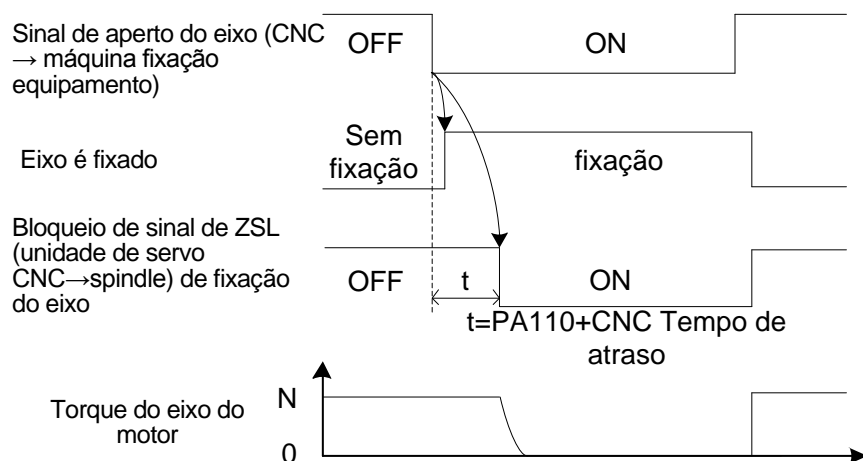 Sinal de aperto do eixo (CNC
→ máquina fixação
equipamento)
OFF
ON
Eixo é fixado
Sem
fixação
fixação
Bloqueio de sinal de ZSL
(unidade de servo
CNC→spindle) de fixação
do eixo
OFF
t
ON
t=PA110+CNC Tempo de
atraso
Torque do eixo do
motor
N
0